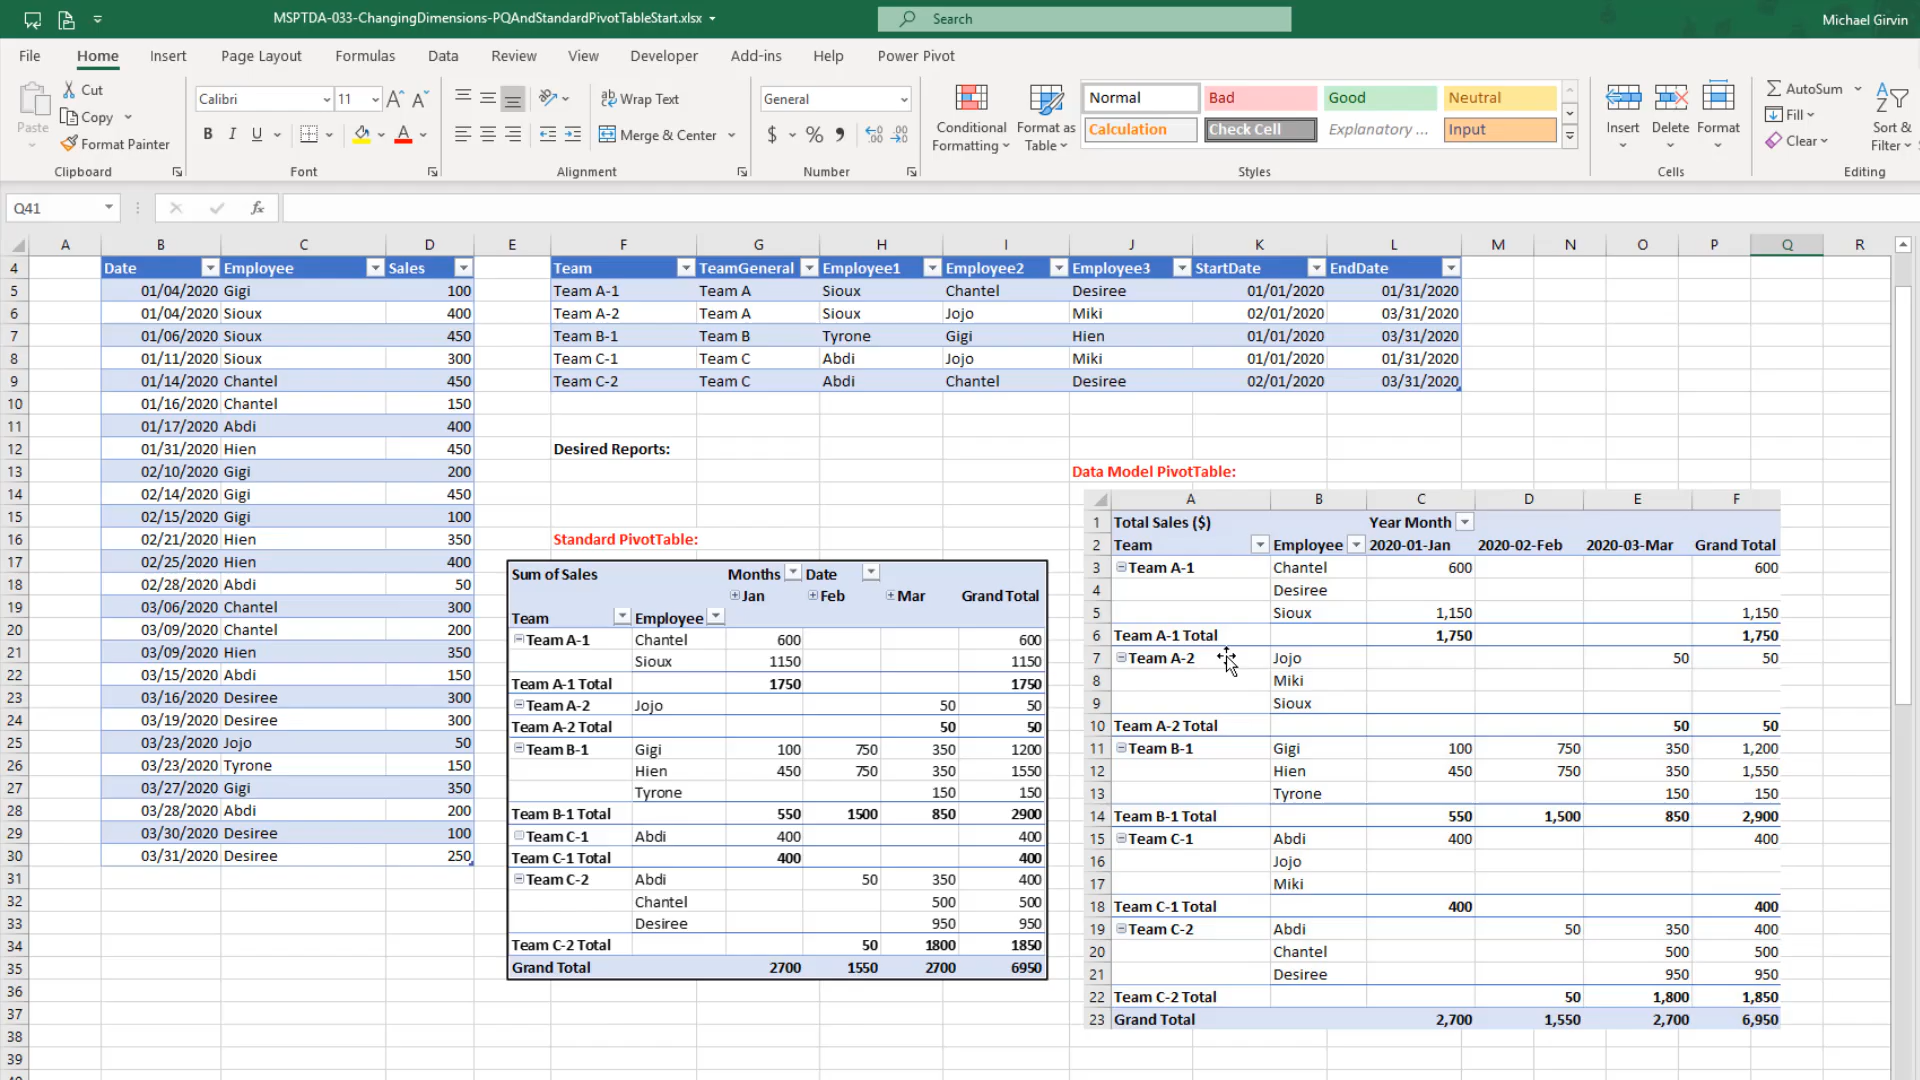 MSPTDA-033-ChangingDimensions-PQAndStandardPivotTableStart.xlsx
Search
Michael Girvin
File Home Insert Page Layout Formulas Data Review View Developer Add-ins Help Power Pivot
Paste
Cut
Copy
Format Painter
Calibri 11
B I U
Wrap Text
Merge & Center
General
$ % 9
Conditional Formatting
Format as Table
Normal Bad Good Neutral
Calculation Check Cell Explanatory ... Input
Insert Delete Format
AutoSum
Fill
Clear
Sort & Filter
Clipboard Font Alignment Number Styles Cells Editing
Q41 fx
A B C D E F G H I J K L M N O P Q R
4 Date Employee Sales Team TeamGeneral Employee1 Employee2 Employee3 StartDate EndDate
5 01/04/2020 Gigi 100 Team A-1 Team A Sioux Chantel Desiree 01/01/2020 01/31/2020
6 01/04/2020 Sioux 400 Team A-2 Team A Sioux Jojo Miki 02/01/2020 03/31/2020
7 01/06/2020 Sioux 450 Team B-1 Team B Tyrone Gigi Hien 01/01/2020 03/31/2020
8 01/11/2020 Sioux 300 Team C-1 Team C Abdi Jojo Miki 01/01/2020 01/31/2020
9 01/14/2020 Chantel 450 Team C-2 Team C Abdi Chantel Desiree 02/01/2020 03/31/2020
10 01/16/2020 Chantel 150
11 01/17/2020 Abdi 400
12 01/31/2020 Hien 450 Desired Reports:
13 02/10/2020 Gigi 200 Data Model PivotTable:
14 02/14/2020 Gigi 450
15 02/15/2020 Gigi 100
16 02/21/2020 Hien 350 Standard PivotTable:
17 02/25/2020 Hien 400
18 02/28/2020 Abdi 50
19 03/06/2020 Chantel 300
20 03/09/2020 Chantel 200
21 03/09/2020 Hien 350
22 03/15/2020 Abdi 150
23 03/16/2020 Desiree 300
24 03/19/2020 Desiree 300
25 03/23/2020 Jojo 50
26 03/23/2020 Tyrone 150
27 03/27/2020 Gigi 350
28 03/28/2020 Abdi 200
29 03/30/2020 Desiree 100
30 03/31/2020 Desiree 250
31
32
33
34
35
36
37
38
39
Sum of Sales Months Date
Jan Feb Mar Grand Total
Team Employee
Team A-1 Chantel 600 600
Sioux 1150 1150
Team A-1 Total 1750 1750
Team A-2 Jojo 50 50
Team A-2 Total 50 50
Team B-1 Gigi 100 750 350 1200
Hien 450 750 350 1550
Tyrone 150 150
Team B-1 Total 550 1500 850 2900
Team C-1 Abdi 400 400
Team C-1 Total 400 400
Team C-2 Abdi 50 350 400
Chantel 500 500
Desiree 950 950
Team C-2 Total 50 1800 1850
Grand Total 2700 1550 2700 6950
A B C D E F
1 Total Sales ($) Year Month
2 Team Employee 2020-01-Jan 2020-02-Feb 2020-03-Mar Grand Total
3 Team A-1 Chantel 600 600
4 Desiree
5 Sioux 1,150 1,150
6 Team A-1 Total 1,750 1,750
7 Team A-2 Jojo 50 50
8 Miki
9 Sioux
10 Team A-2 Total 50 50
11 Team B-1 Gigi 100 750 350 1,200
12 Hien 450 750 350 1,550
13 Tyrone 150 150
14 Team B-1 Total 550 1,500 850 2,900
15 Team C-1 Abdi 400 400
16 Jojo
17 Miki
18 Team C-1 Total 400 400
19 Team C-2 Abdi 50 350 400
20 Chantel 500 500
21 Desiree 950 950
22 Team C-2 Total 50 1,800 1,850
23 Grand Total 2,700 1,550 2,700 6,950